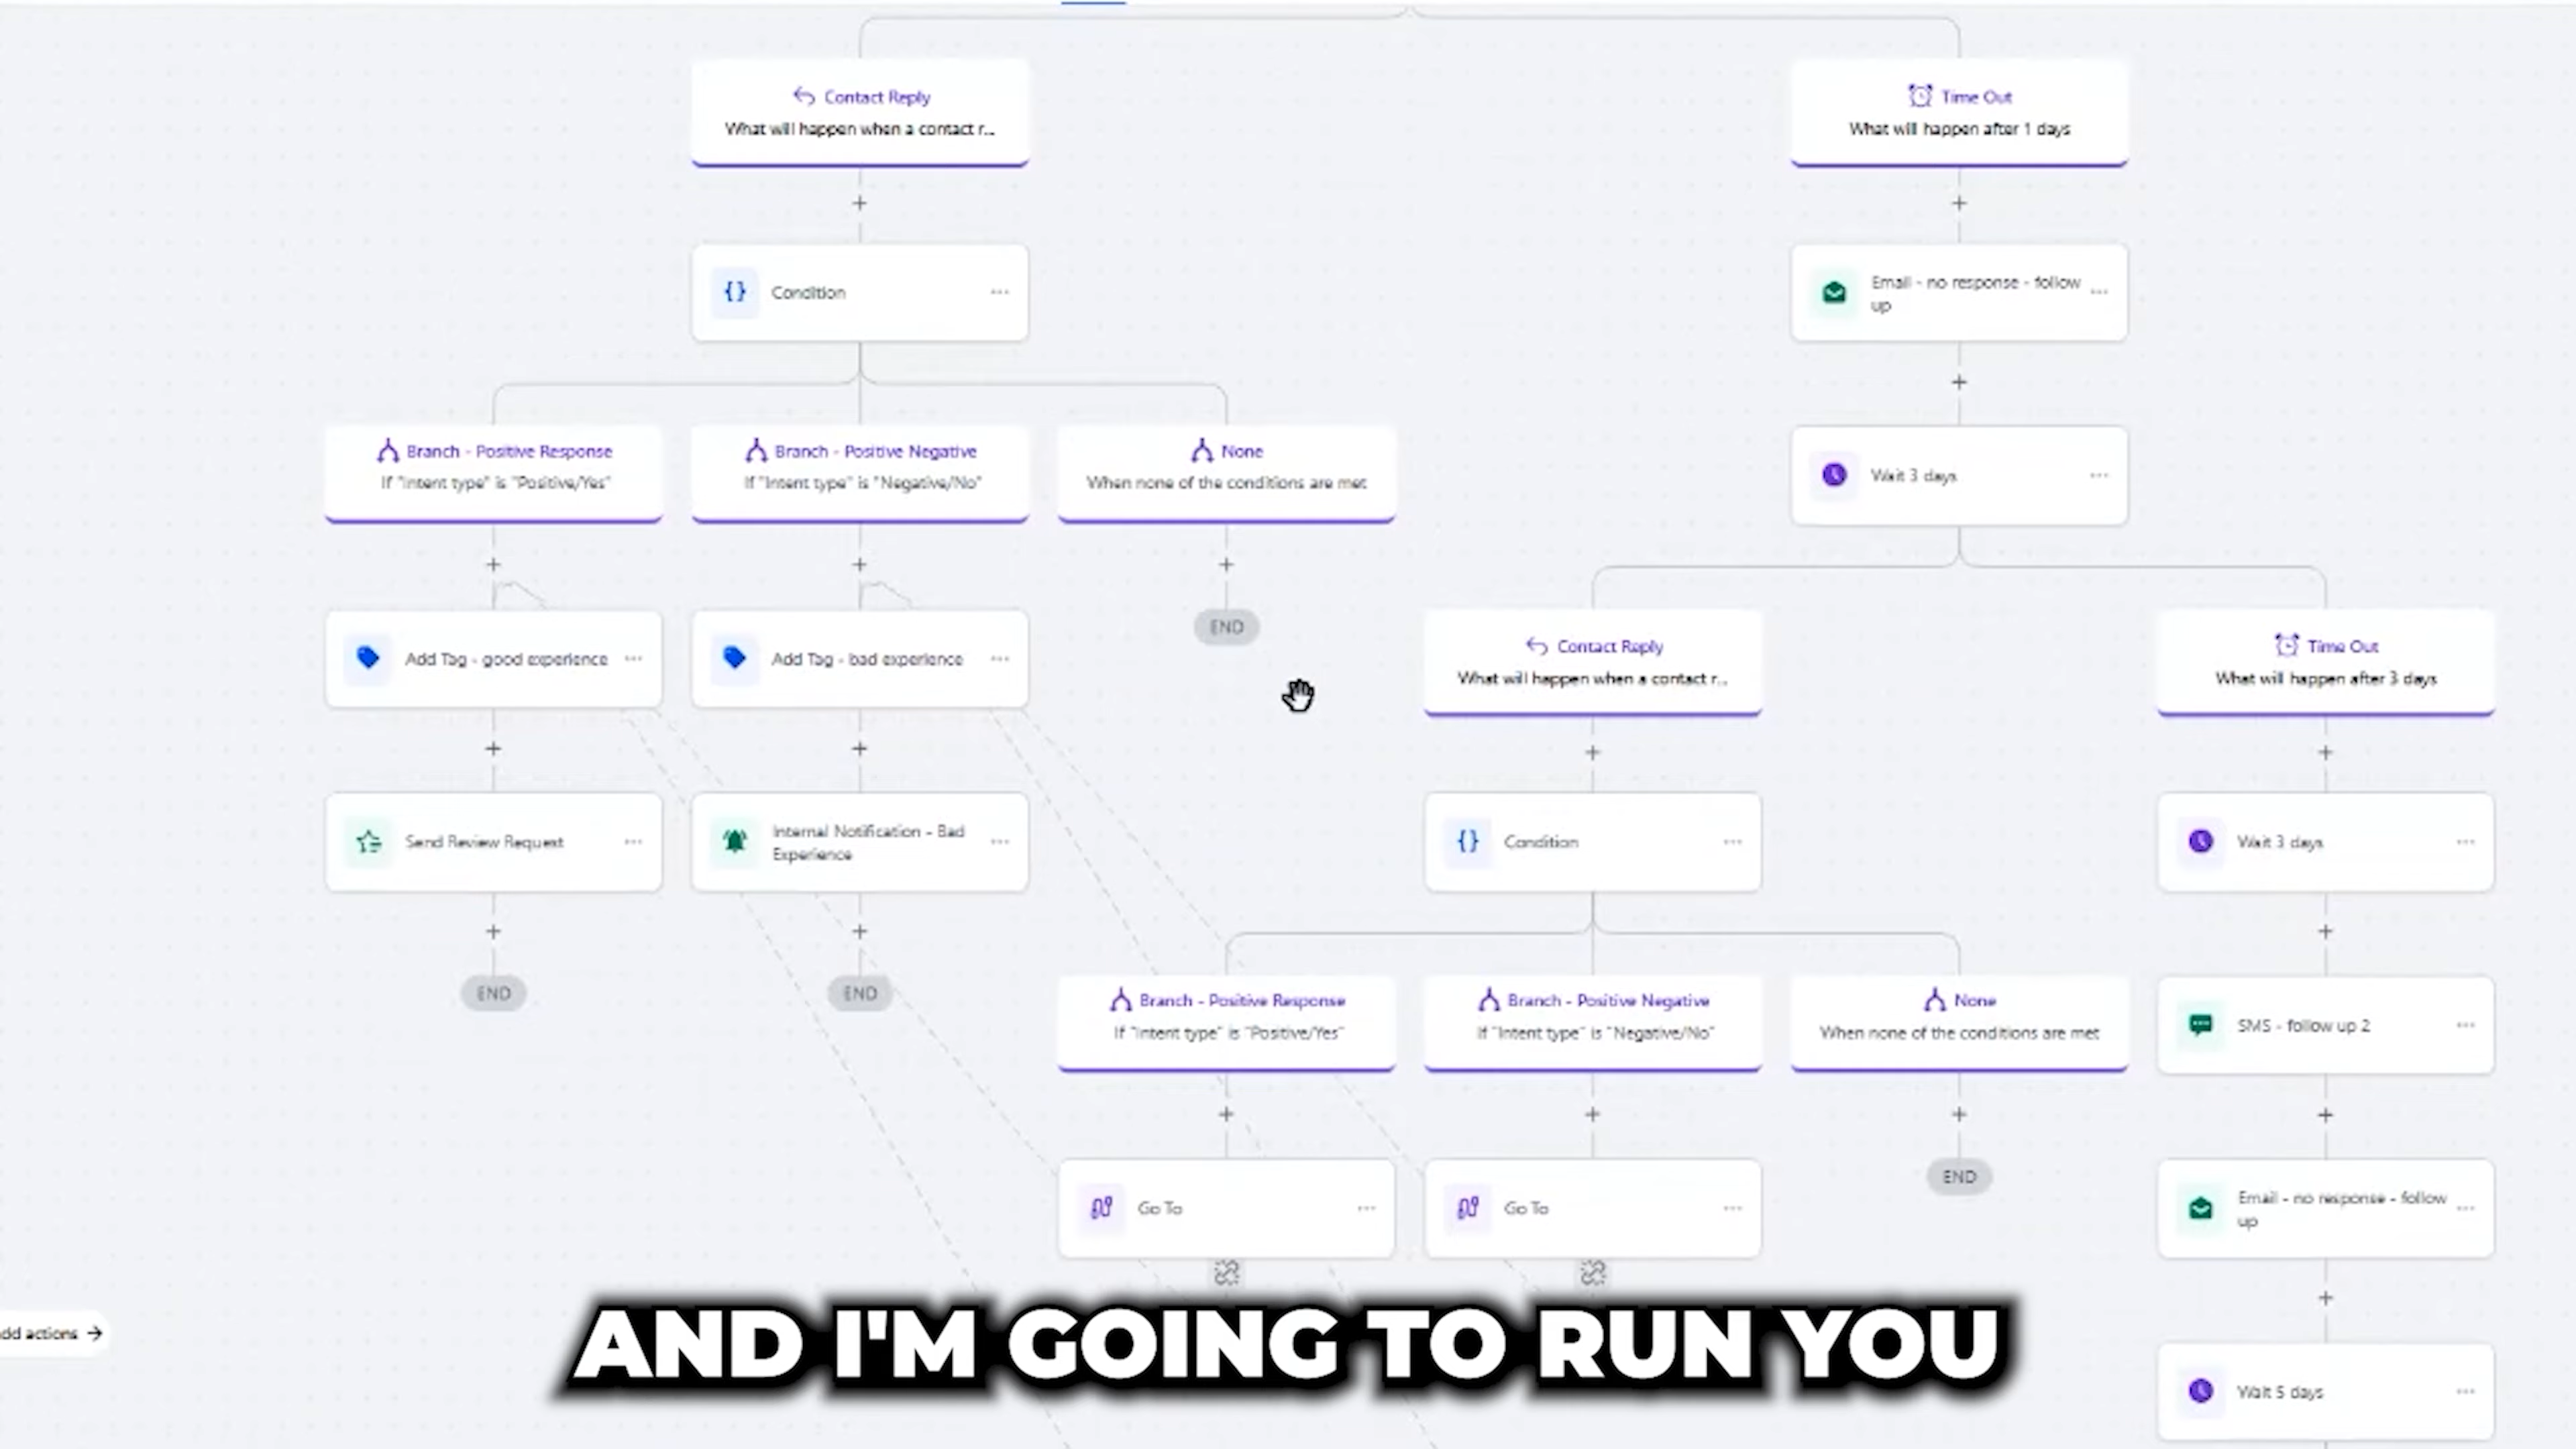 Contact Reply
What will happen when a contact r...
Time Out
What will happen after 1 days
Condition
Email - no response - follow
up
Branch - Positive Response
If "Intent type" is "Positive/Yes"
Branch - Positive Negative
If "Intent type" is "Negative/No"
None
When none of the conditions are met
Wait 3 days
Add Tag - good experience
Add Tag - bad experience
END
Contact Reply
What will happen when a contact r...
Time Out
What will happen after 3 days
Send Review Request
Internal Notification - Bad
Experience
Condition
Wait 3 days
END
END
Branch - Positive Response
If "Intent type" is "Positive/Yes"
Branch - Positive Negative
If "Intent type" is "Negative/No"
None
When none of the conditions are met
SMS - follow up 2
Go To
Go To
END
Email - no response - follow
up
actions →
AND I'M GOING TO RUN YOU
Wait 5 days